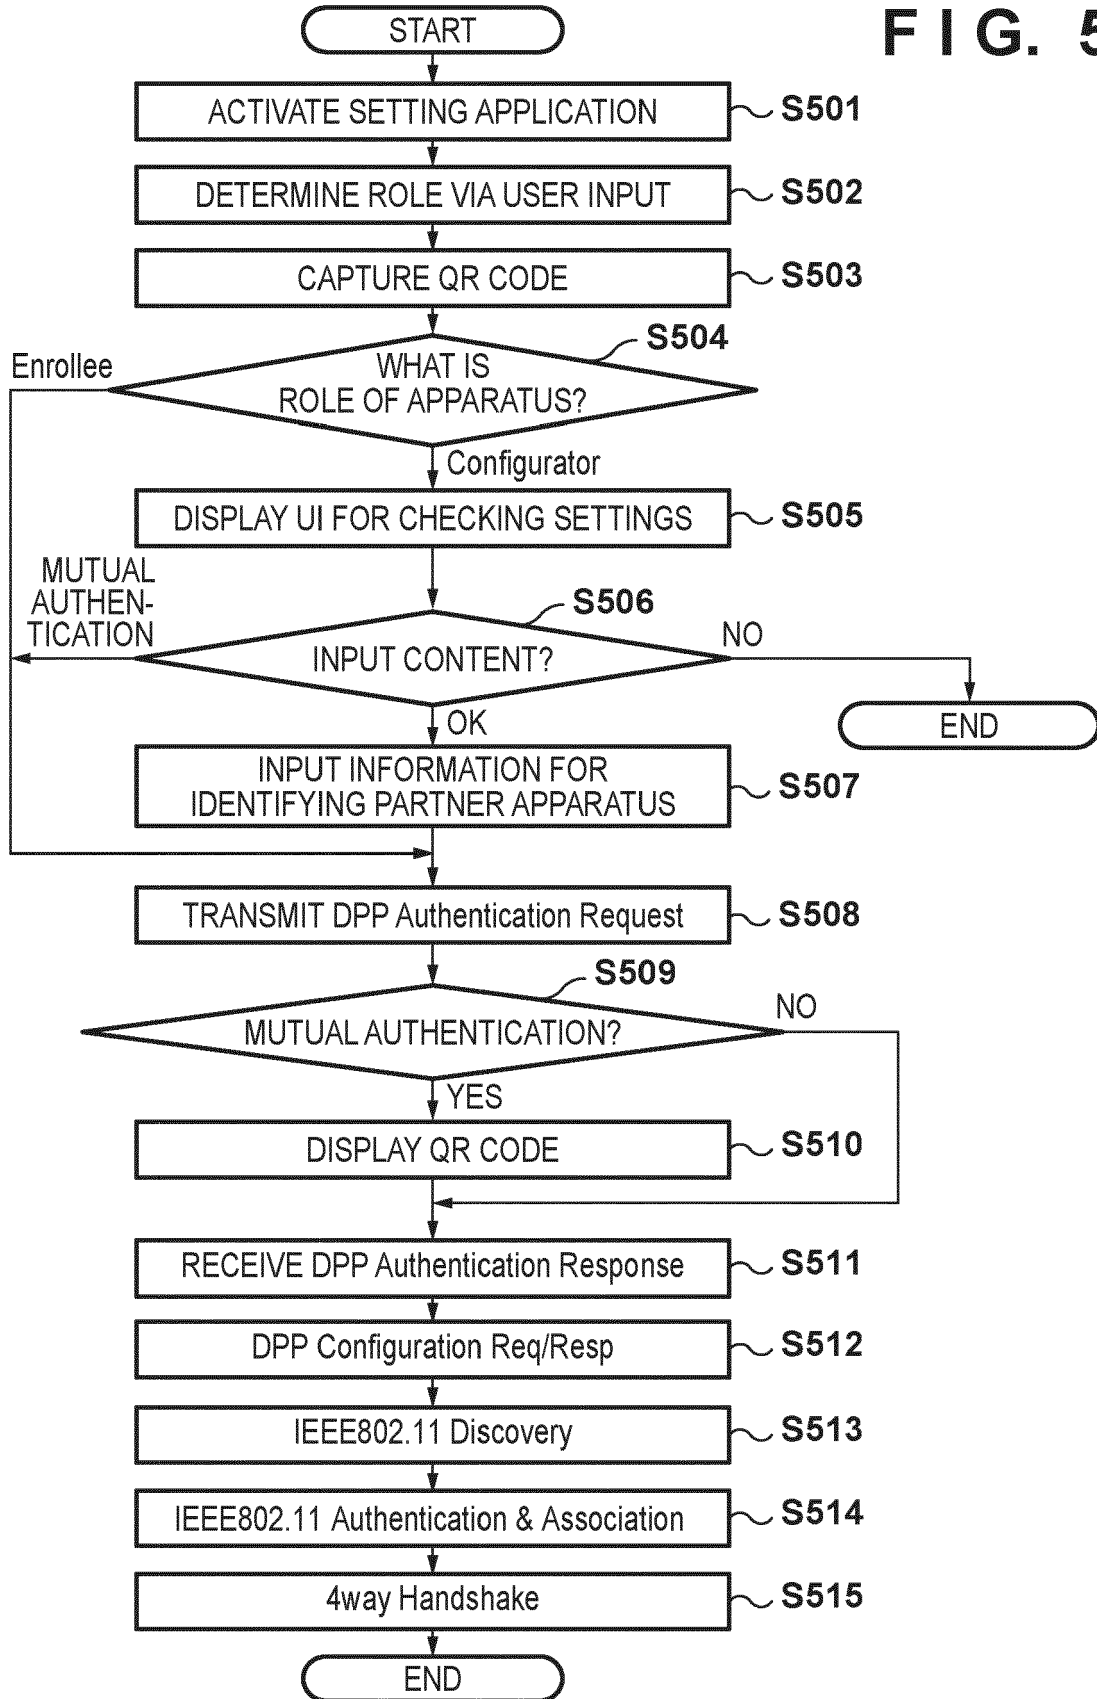 FIG. 5
START
ACTIVATE SETTING APPLICATION
S501
DETERMINE ROLE VIA USER INPUT
S502
CAPTURE QR CODE
S503
S504
Enrollee
WHAT IS
ROLE OF APPARATUS?
Configurator
DISPLAY UI FOR CHECKING SETTINGS
S505
MUTUAL
AUTHEN-
TICATION
S506
INPUT CONTENT?
NO
END
OK
INPUT INFORMATION FOR
IDENTIFYING PARTNER APPARATUS
S507
TRANSMIT DPP Authentication Request
S508
S509
MUTUAL AUTHENTICATION?
NO
YES
DISPLAY QR CODE
S510
RECEIVE DPP Authentication Response
S511
DPP Configuration Req/Resp
S512
IEEE802.11 Discovery
S513
IEEE802.11 Authentication & Association
S514
4way Handshake
S515
END